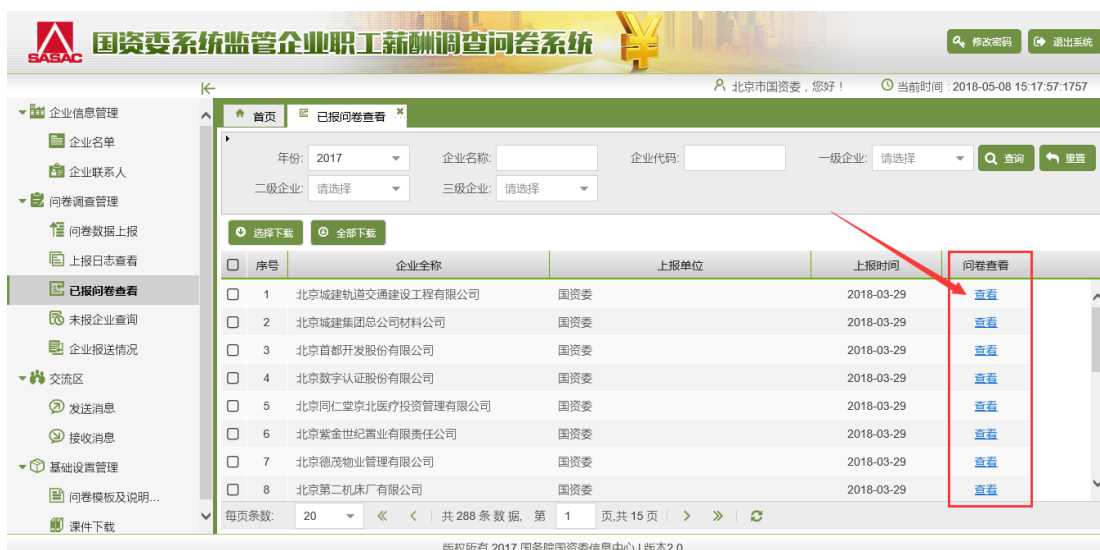 SASAC 国资委系统监管企业职工薪酬调查问卷系统 修改密码 退出系统
北京市国资委，您好！ 当前时间：2018-05-08 15:17:57:1757
企业信息管理
企业名单
企业联系人
问卷调查管理
问卷数据上报
上报日志查看
已报问卷查看
未报企业查询
企业报送情况
交流区
发送消息
接收消息
基础设置管理
问卷模板及说明...
课件下载
首页 已报问卷查看
年份: 2017 企业名称: 企业代码: 一级企业: 请选择 查询 重置
二级企业: 请选择 三级企业: 请选择
选择下载 全部下载
序号 企业全称 上报单位 上报时间 问卷查看
1 北京城建轨道交通建设工程有限公司 国资委 2018-03-29 查看
2 北京城建集团总公司材料公司 国资委 2018-03-29 查看
3 北京首都开发股份有限公司 国资委 2018-03-29 查看
4 北京数字认证股份有限公司 国资委 2018-03-29 查看
5 北京同仁堂京北医疗投资管理有限公司 国资委 2018-03-29 查看
6 北京紫金世纪置业有限责任公司 国资委 2018-03-29 查看
7 北京德茂物业管理有限公司 国资委 2018-03-29 查看
8 北京第二机床厂有限公司 国资委 2018-03-29 查看
每页条数: 20 共 288 条 数 据, 第 1 页,共 15 页
版权所有 2017 国务院国资委信息中心 | 版本2.0